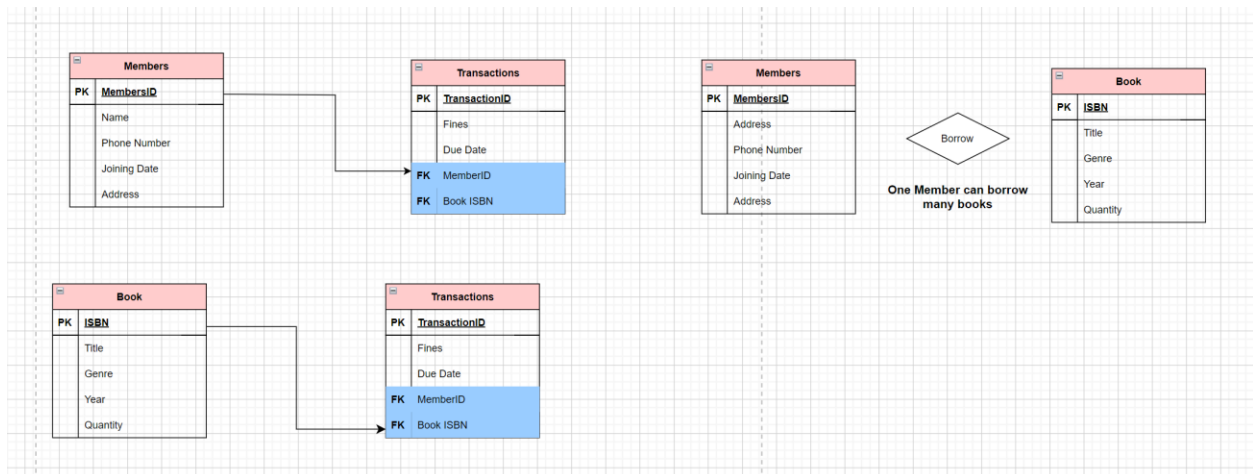 Members
PK MembersID
Name
Phone Number
Joining Date
Address
Transactions
PK TransactionID
Fines
Due Date
FK MemberID
FK Book ISBN
Members
PK MembersID
Address
Phone Number
Joining Date
Address
Borrow
One Member can borrow
many books
Book
PK ISBN
Title
Genre
Year
Quantity
Book
PK ISBN
Title
Genre
Year
Quantity
Transactions
PK TransactionID
Fines
Due Date
FK MemberID
FK Book ISBN